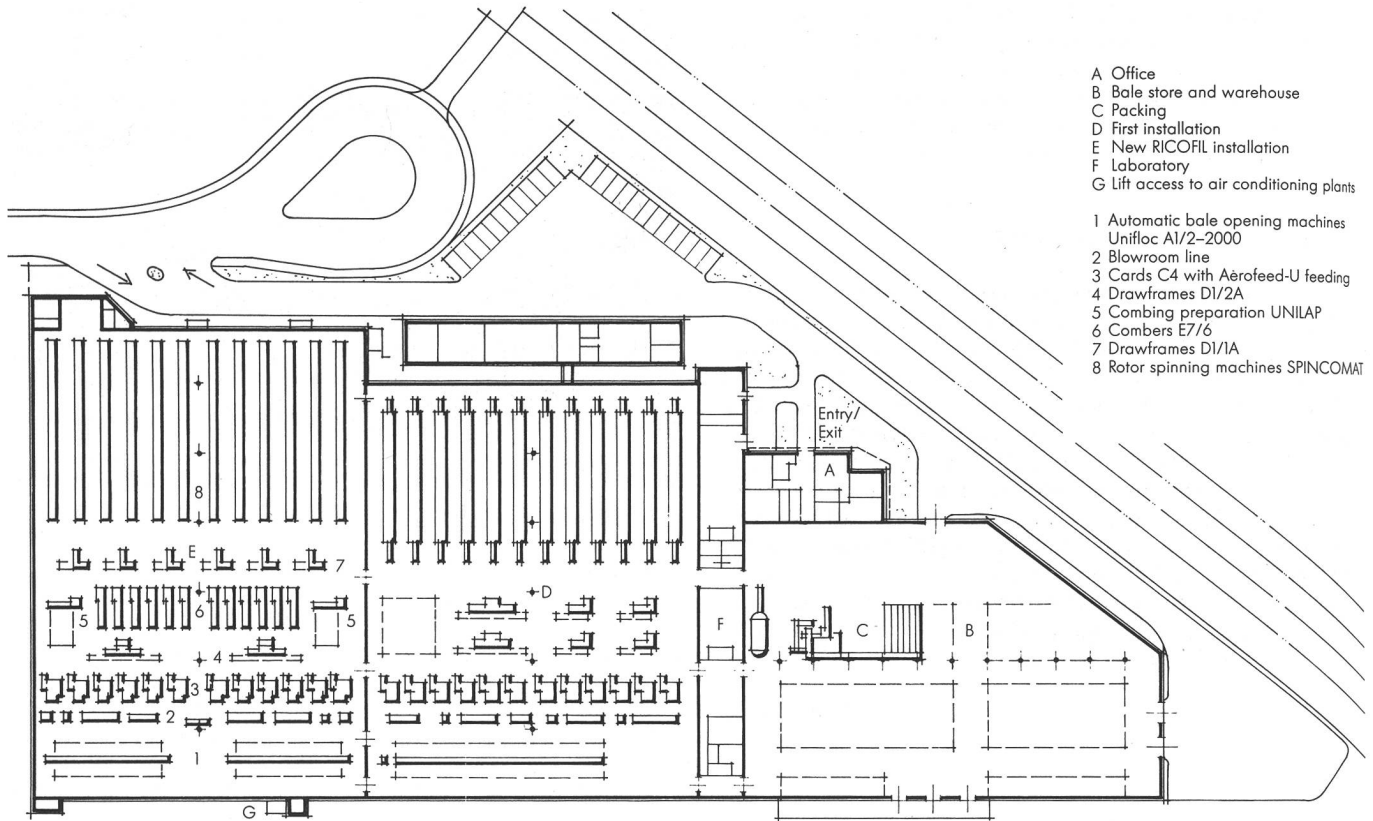 A Office
B Bale store and warehouse
C Packing
D First installation
E New RICOFIL installation
F Laboratory
G Lift access to air conditioning plants
1 Automatic bale opening machines
Unifloc A1/2–2000
2 Blowroom line
3 Cards C4 with Aerofeed-U feeding
4 Drawframes D1/2A
5 Combing preparation UNILAP
6 Combers E7/6
7 Drawframes D1/1A
8 Rotor spinning machines SPINCOMAT
Entry/
Exit
A
8
E
7
D
6
5
5
F
C
B
4
3
2
1
G